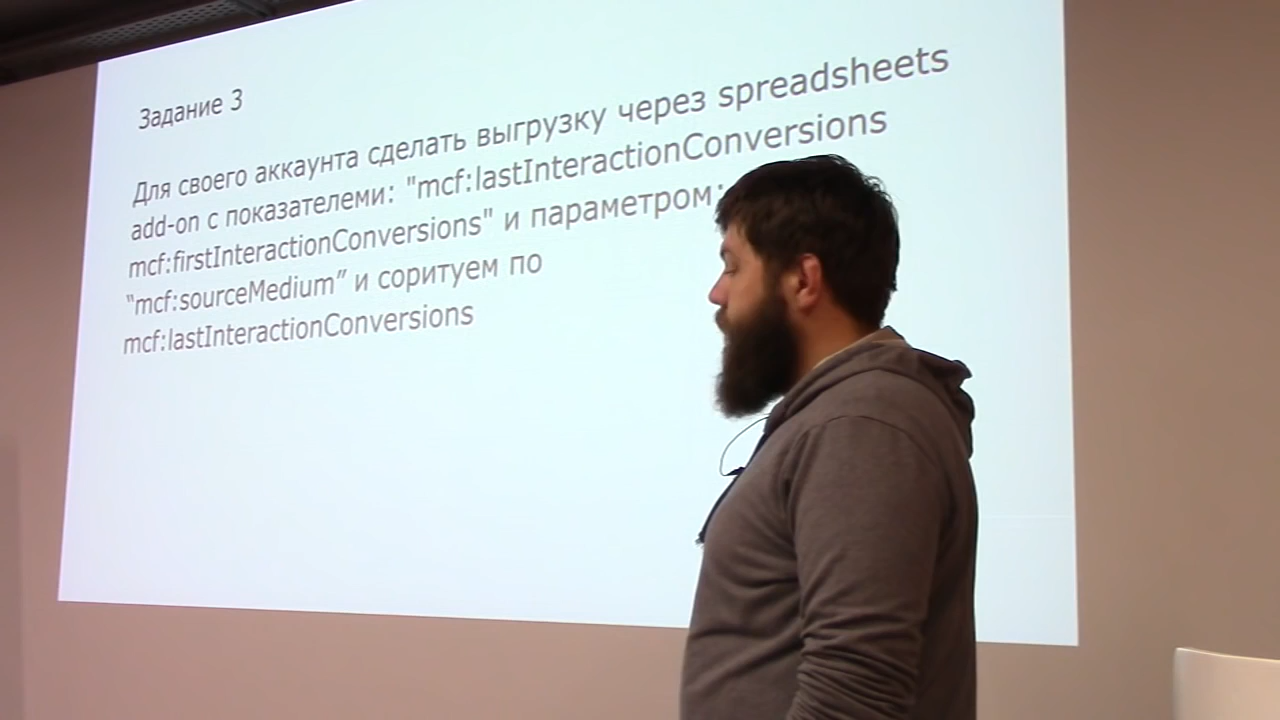 Задание 3
Для своего аккаунта сделать выгрузку через spreadsheets
add-on с показателеми: "mcf:lastInteractionConversions
mcf:firstInteractionConversions" и параметром:
“mcf:sourceMedium” и соритуем по
mcf:lastInteractionConversions